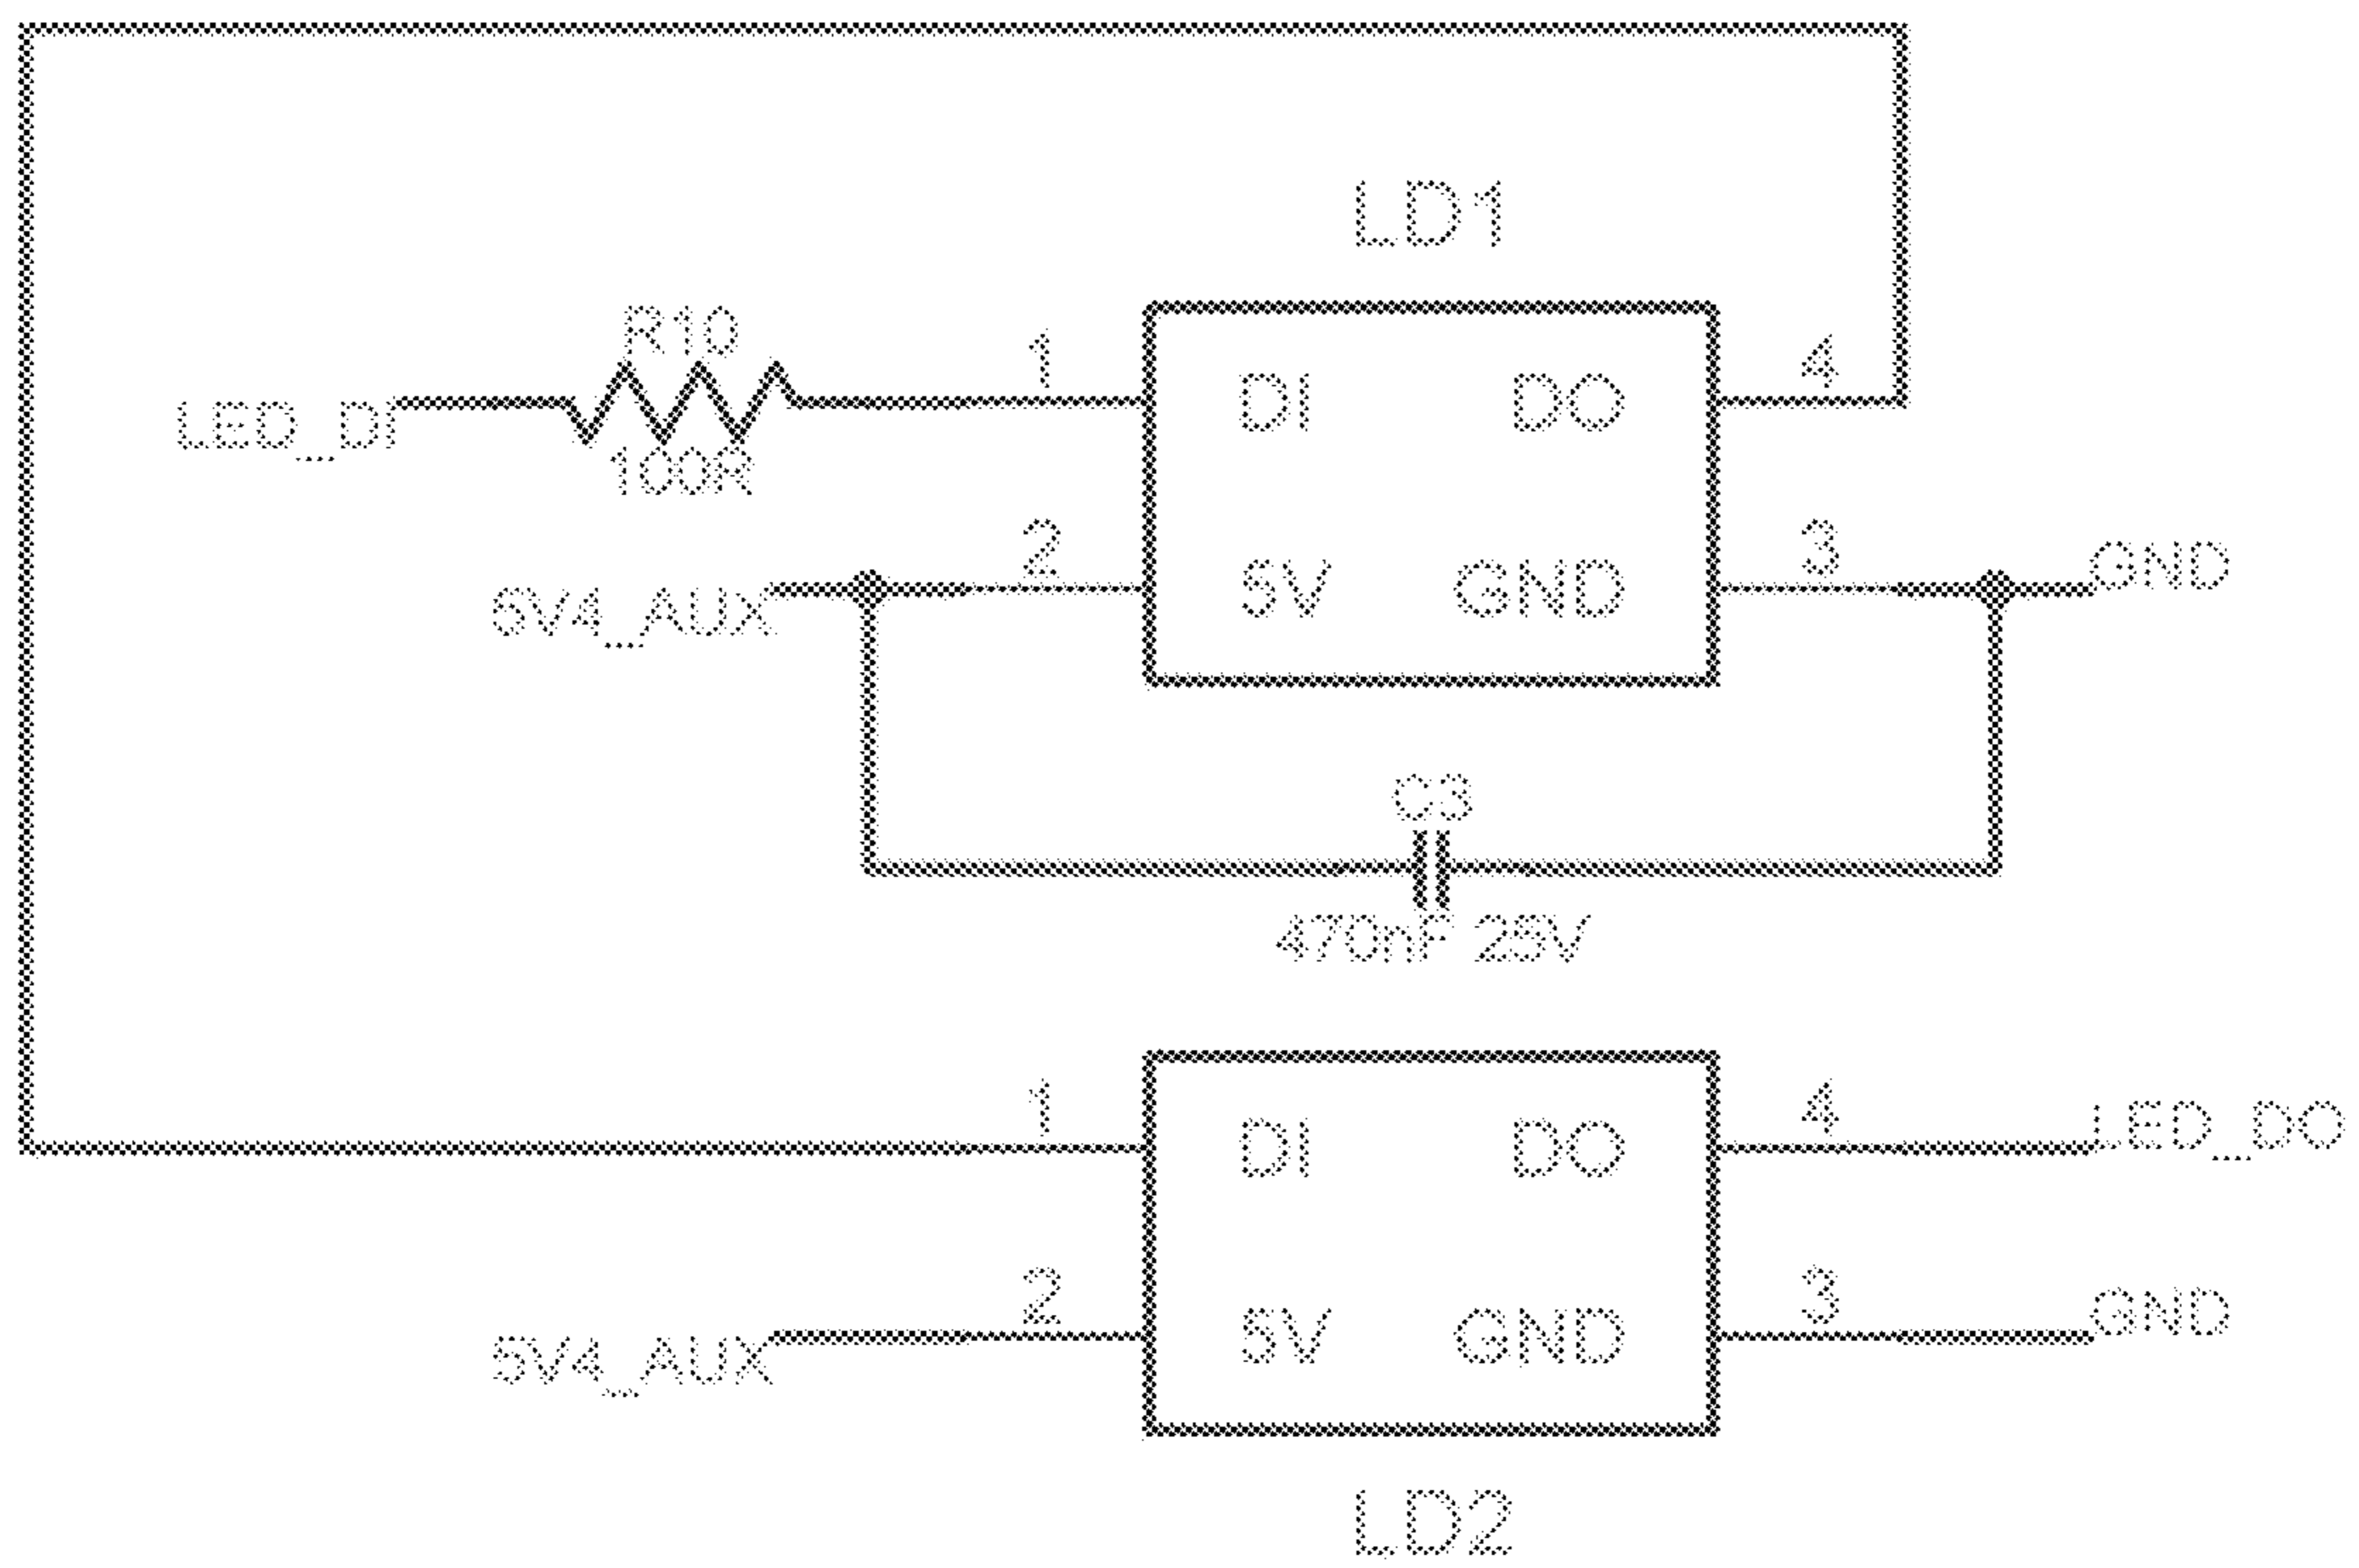 LD1
R10
1
4
DI
DO
LED_DI
100R
2
3
GND
5V4_AUX
5V
GND
C3
470nF 25V
1
4
LED_DO
DI
DO
2
3
GND
5V4_AUX
5V
GND
LD2